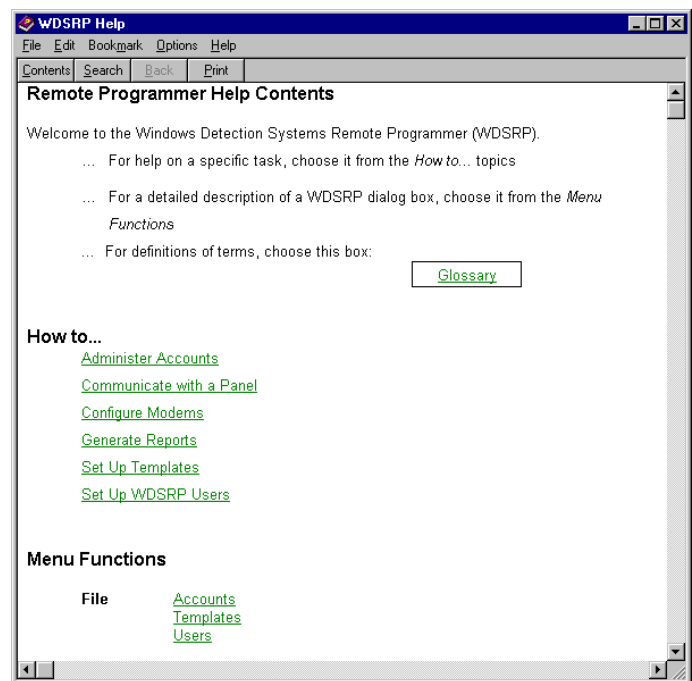 WDSRP Help
File Edit Bookmark Options Help
Contents Search Back Print
Remote Programmer Help Contents
Welcome to the Windows Detection Systems Remote Programmer (WDSRP).
... For help on a specific task, choose it from the How to... topics
... For a detailed description of a WDSRP dialog box, choose it from the Menu
Functions
... For definitions of terms, choose this box:
Glossary
How to...
Administer Accounts
Communicate with a Panel
Configure Modems
Generate Reports
Set Up Templates
Set Up WDSRP Users
Menu Functions
File Accounts
Templates
Users